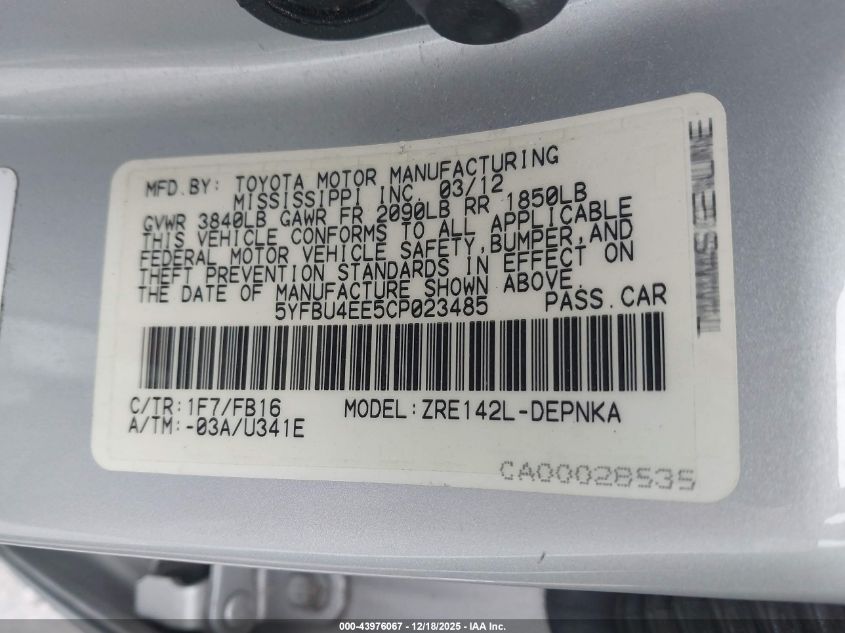 MFD.BY: TOYOTA MOTOR MANUFACTURING
MISSISSIPPI INC. 03/12
GVWR 3840LB GAWR FR 2090LB RR 1850LB
THIS VEHICLE CONFORMS TO ALL APPLICABLE
FEDERAL MOTOR VEHICLE SAFETY,BUMPER,AND
THEFT PREVENTION STANDARDS IN EFFECT ON
THE DATE OF MANUFACTURE SHOWN ABOVE.
5YFBU4EE5CP023485 PASS.CAR
C/TR:1F7/FB16 MODEL:ZRE142L-DEPNKA
A/TM:-03A/U341E
CA00028535
000-43976067 - 12/18/2025 - IAA Inc.